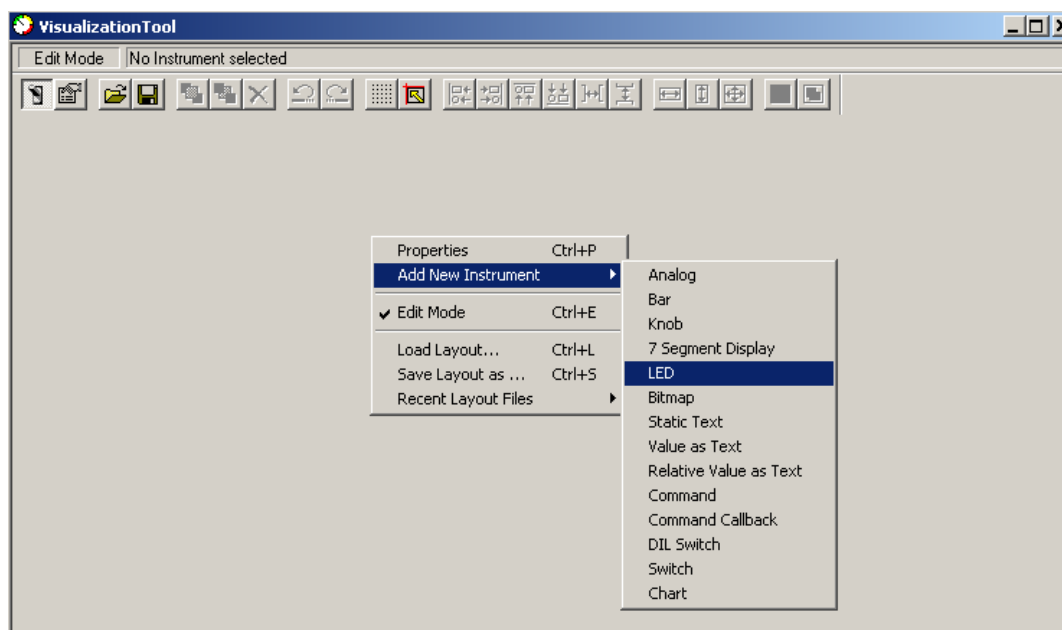 VisualizationTool
Edit Mode No Instrument selected
Properties Ctrl+P
Add New Instrument
Edit Mode Ctrl+E
Load Layout... Ctrl+L
Save Layout as ... Ctrl+S
Recent Layout Files
Analog
Bar
Knob
7 Segment Display
LED
Bitmap
Static Text
Value as Text
Relative Value as Text
Command
Command Callback
DIL Switch
Switch
Chart